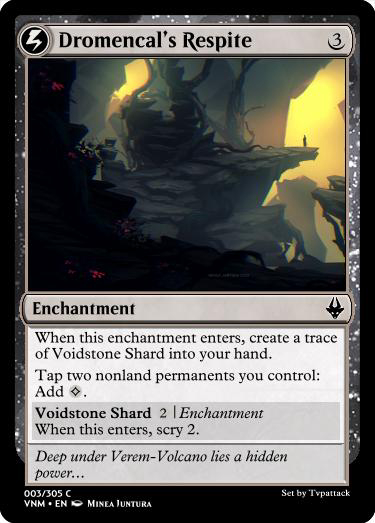 Dromencal's Respite 3
Enchantment
When this enchantment enters, create a trace
of Voidstone Shard into your hand.
Tap two nonland permanents you control:
Add .
Voidstone Shard 2 | Enchantment
When this enters, scry 2.
Deep under Verem-Volcano lies a hidden
power...
003/305 C
VNM • EN Minea Juntura
Set by Tvpattack